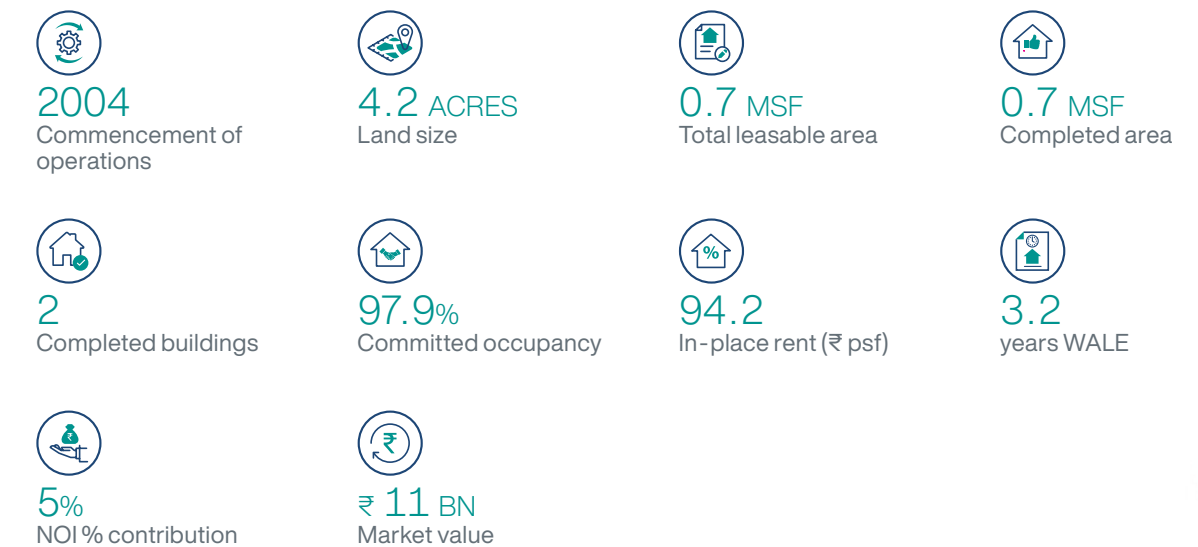 2004
Commencement of
operations
4.2 ACRES
Land size
0.7 MSF
Total leasable area
0.7 MSF
Completed area
2
Completed buildings
97.9%
Committed occupancy
%
94.2
In-place rent (₹ psf)
3.2
years WALE
₹
5%
NOI % contribution
₹
₹ 11 BN
Market value